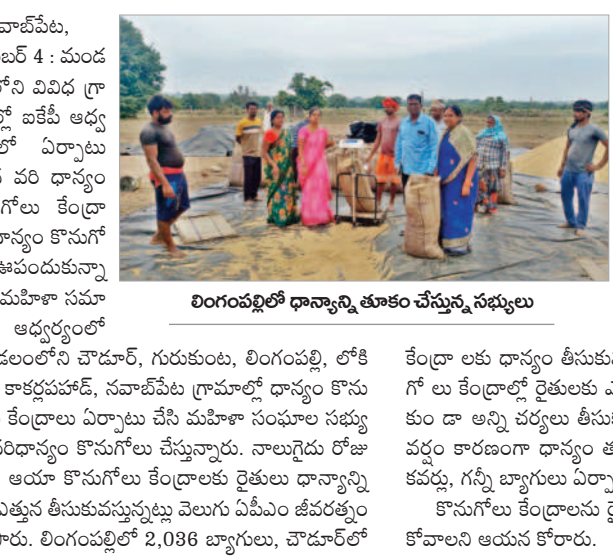 వాబ్‌పేట,
బర్ 4 : మండ
లోని వివిధ గ్రా
ల్లో ఐకేపీ ఆధ్వ
లో ఏర్పాటు
వరి ధాన్యం
గోలు కేంద్రా
ధాన్యం కొనుగో
ఊపందుకున్నా
మహిళా సమా
ఆధ్వర్యంలో
డలంలోని చౌడూర్, గురుకుంట, లింగంపల్లి, లోకి
కాకర్లపహాడ్, నవాబ్‌పేట గ్రామాల్లో ధాన్యం కొను
కేంద్రాలు ఏర్పాటు చేసి మహిళా సంఘాల సభ్యు
వరిధాన్యం కొనుగోలు చేస్తున్నారు. నాలుగైదు రోజు
ఆయా కొనుగోలు కేంద్రాలకు రైతులు ధాన్యాన్ని
ఎత్తున తీసుకువస్తున్నట్లు వెలుగు ఏపీఎం జీవరత్నం
పారు. లింగంపల్లిలో 2,036 బ్యాగులు, చౌడూర్‌లో
లింగంపల్లిలో ధాన్యాన్ని తూకం చేస్తున్న సభ్యులు
కేంద్రా లకు ధాన్యం తీసుకు
గో లు కేంద్రాల్లో రైతులకు
కుం డా అన్ని చర్యలు తీసు
వర్షం కారణంగా ధాన్యం త
కవర్లు, గన్నీ బ్యాగులు ఏర్పా
కొనుగోలు కేంద్రాలను
కోవాలని ఆయన కోరారు.